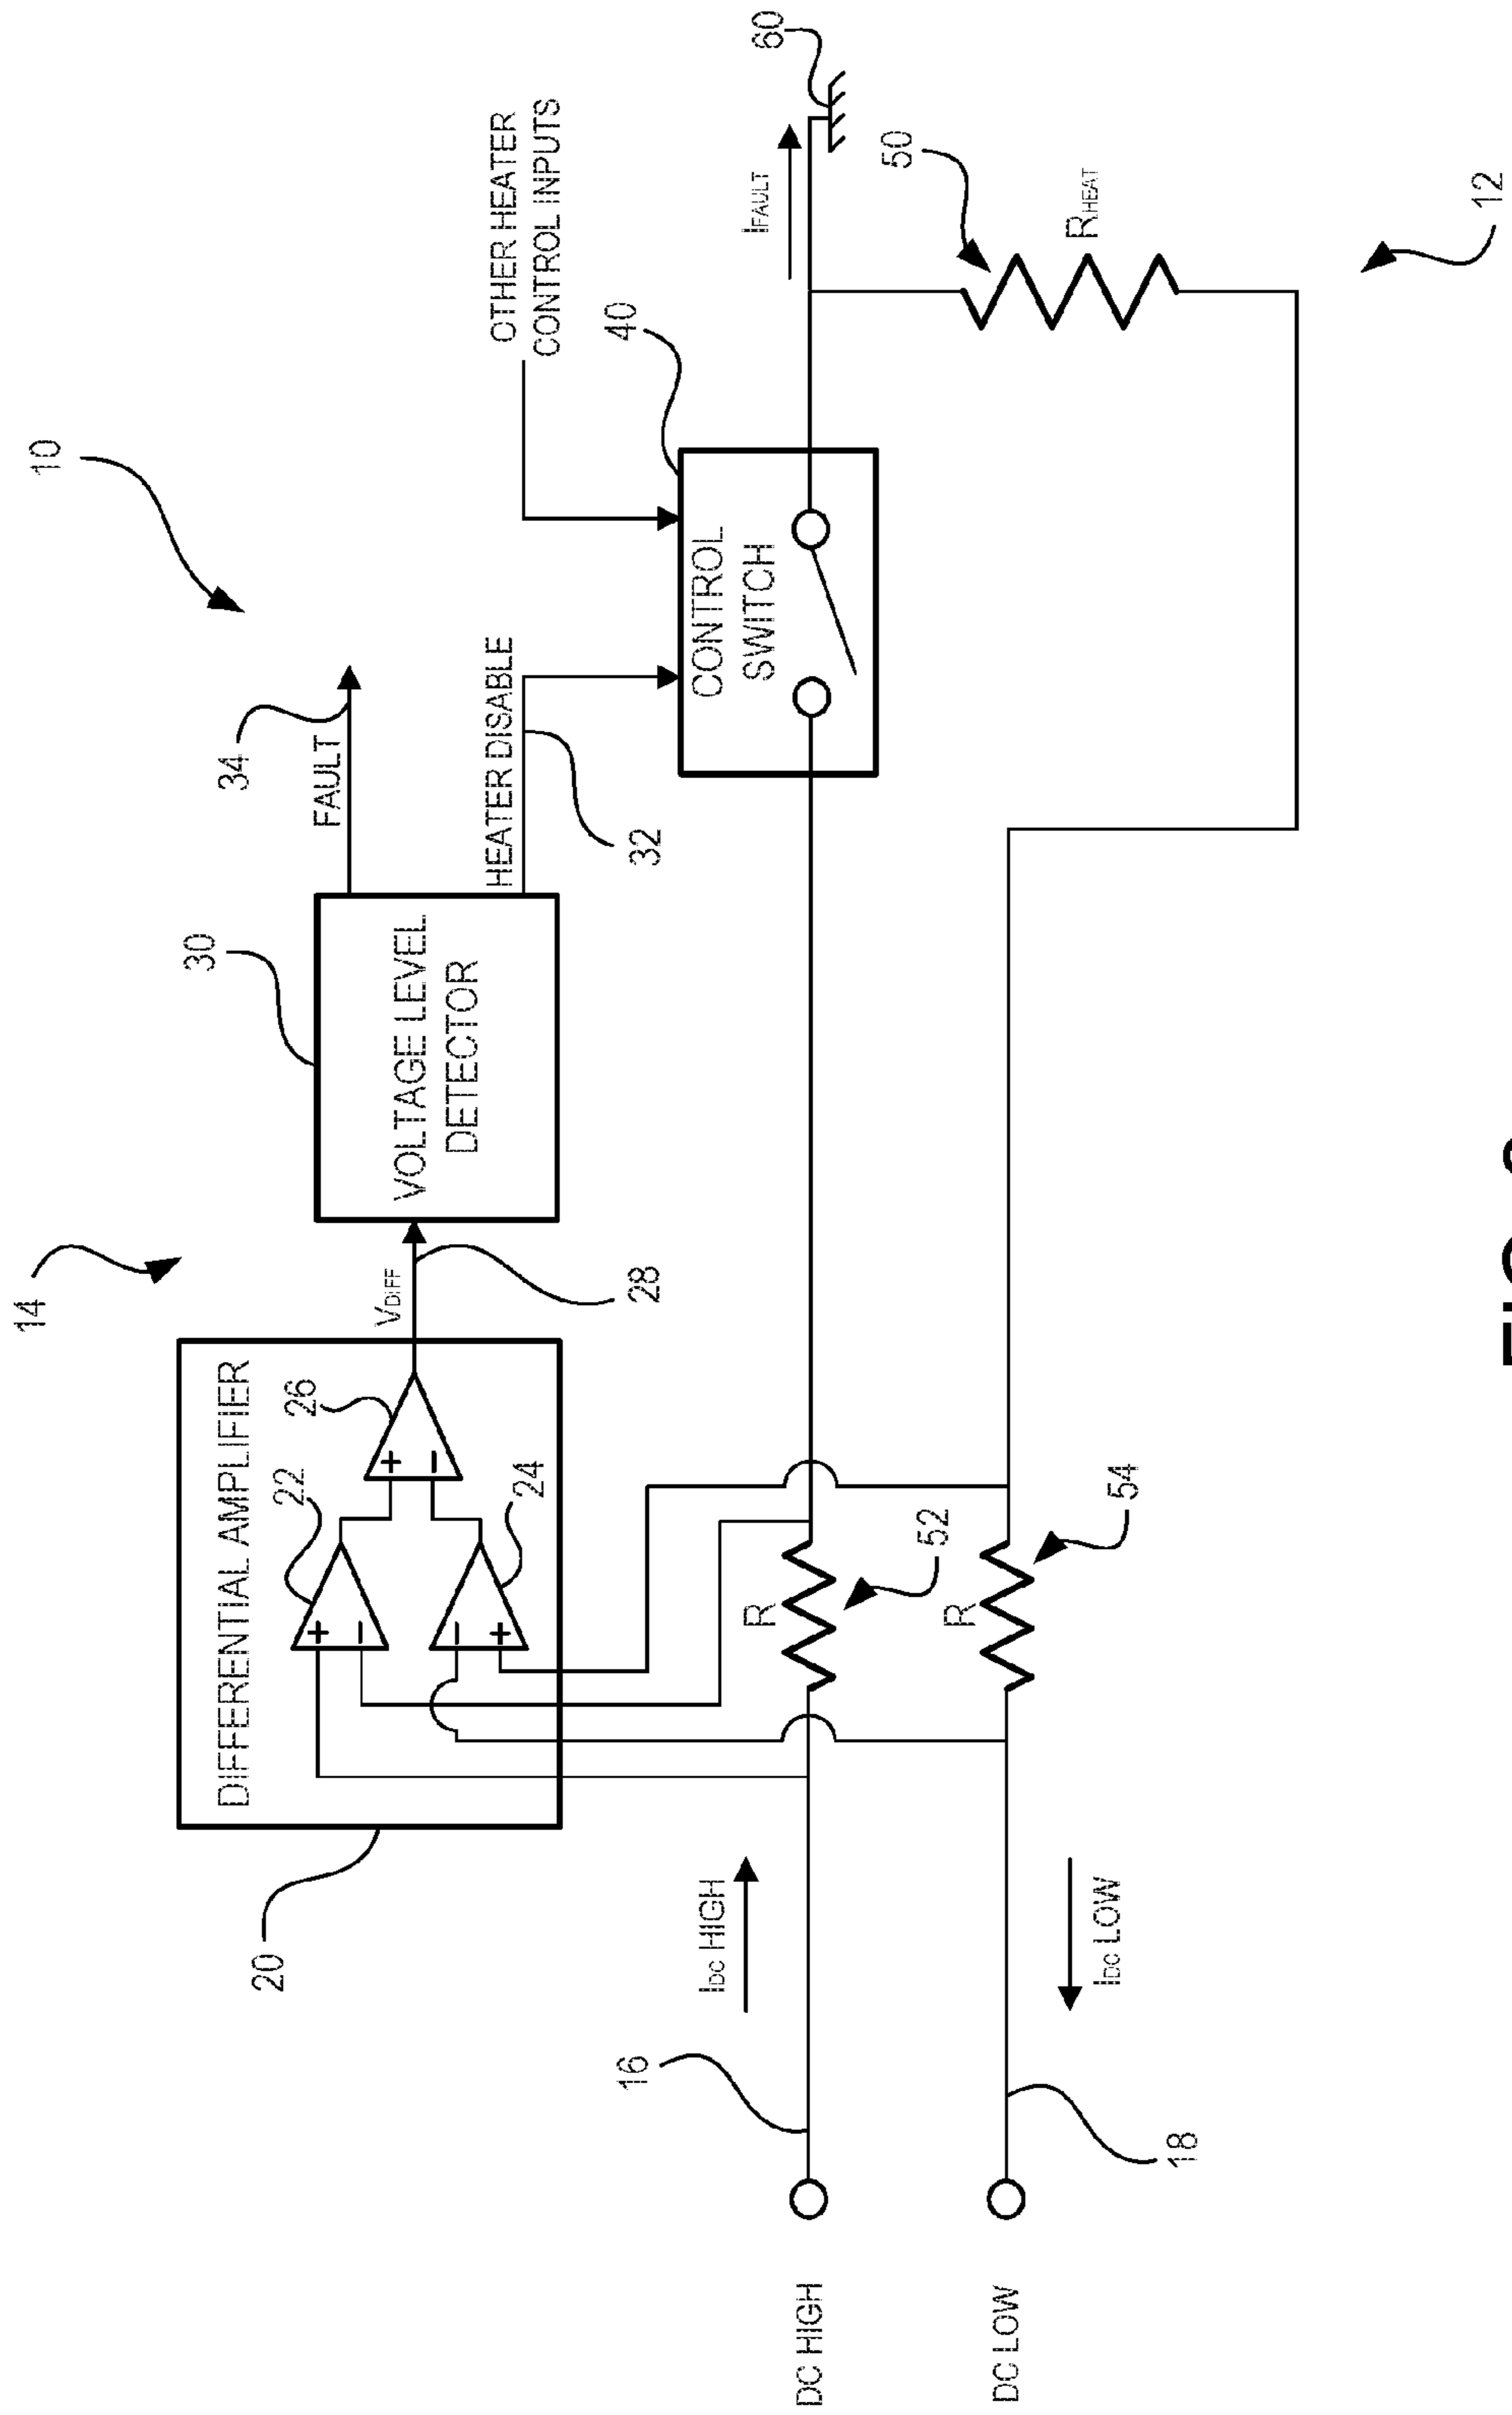 10
14
34
FAULT
30
VOLTAGE LEVEL
DETECTOR
HEATER DISABLE
32
OTHER HEATER
CONTROL INPUTS
40
CONTROL
SWITCH
60
IFAULT
50
RHEAT
12
DIFFERENTIAL AMPLIFIER
22
26
24
+
−
+
−
−
+
VDIFF
28
20
R
52
R
54
IDC HIGH
IDC LOW
16
18
DC HIGH
DC LOW